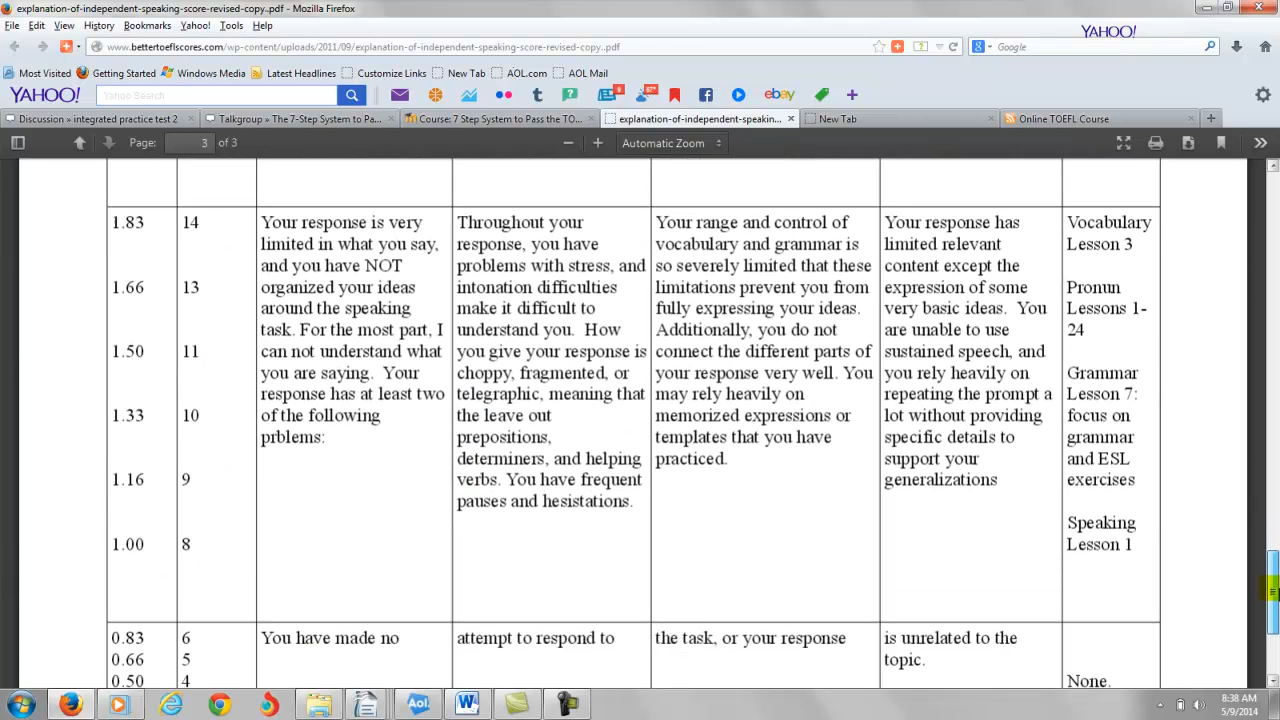 explanation-of-independent-speaking-score-revised-copy..pdf - Mozilla Firefox
File Edit View History Bookmarks Yahoo! Tools Help
YAHOO!
www.bettertoeflscores.com/wp-content/uploads/2011/09/explanation-of-independent-speaking-score-revised-copy..pdf
Google
Most Visited Getting Started Windows Media Latest Headlines Customize Links New Tab AOL.com AOL Mail
YAHOO! Yahoo Search ebay
Discussion » integrated practice test 2 × Talkgroup » The 7-Step System to Pa... × Course: 7 Step System to Pass the TO... × explanation-of-independent-speakin... × New Tab × Online TOEFL Course ×
Page: 3 of 3 Automatic Zoom
1.83 14
1.66 13
1.50 11
1.33 10
1.16 9
1.00 8
Your response is very
limited in what you say,
and you have NOT
organized your ideas
around the speaking
task. For the most part, I
can not understand what
you are saying. Your
response has at least two
of the following
prblems:
Throughout your
response, you have
problems with stress, and
intonation difficulties
make it difficult to
understand you. How
you give your response is
choppy, fragmented, or
telegraphic, meaning that
the leave out
prepositions,
determiners, and helping
verbs. You have frequent
pauses and hesistations.
Your range and control of
vocabulary and grammar is
so severely limited that these
limitations prevent you from
fully expressing your ideas.
Additionally, you do not
connect the different parts of
your response very well. You
may rely heavily on
memorized expressions or
templates that you have
practiced.
Your response has
limited relevant
content except the
expression of some
very basic ideas. You
are unable to use
sustained speech, and
you rely heavily on
repeating the prompt a
lot without providing
specific details to
support your
generalizations
Vocabulary
Lesson 3
Pronun
Lessons 1-
24
Grammar
Lesson 7:
focus on
grammar
and ESL
exercises
Speaking
Lesson 1
0.83 6
0.66 5
0.50 4
You have made no
attempt to respond to
the task, or your response
is unrelated to the
topic.
None.
Aol.
8:38 AM
5/9/2014